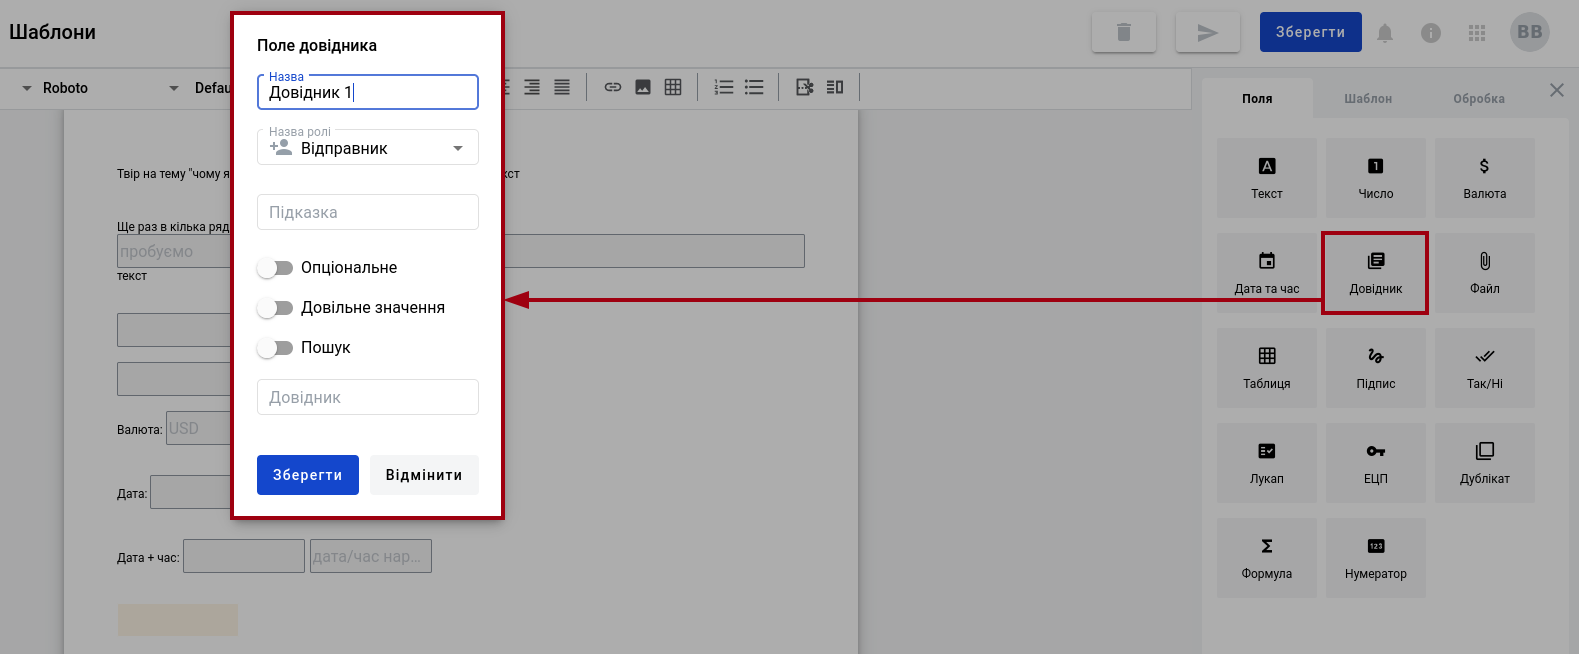 Шаблони
Зберегти
BB
Roboto
Defau
Поля
Шаблон
Обробка
Поле довідника
Назва
Довідник 1
Назва ролі
Відправник
Підказка
Опціональне
Довільне значення
Пошук
Довідник
Зберегти
Відмінити
Твір на тему "чому я
кст
Ще раз в кілька ряд
пробуємо
текст
Валюта:
USD
Дата:
Дата + час:
дата/час нар...
Текст
Число
Валюта
Дата та час
Довідник
Файл
Таблиця
Підпис
Так/Ні
Лукап
ЕЦП
Дублікат
Формула
Нумератор